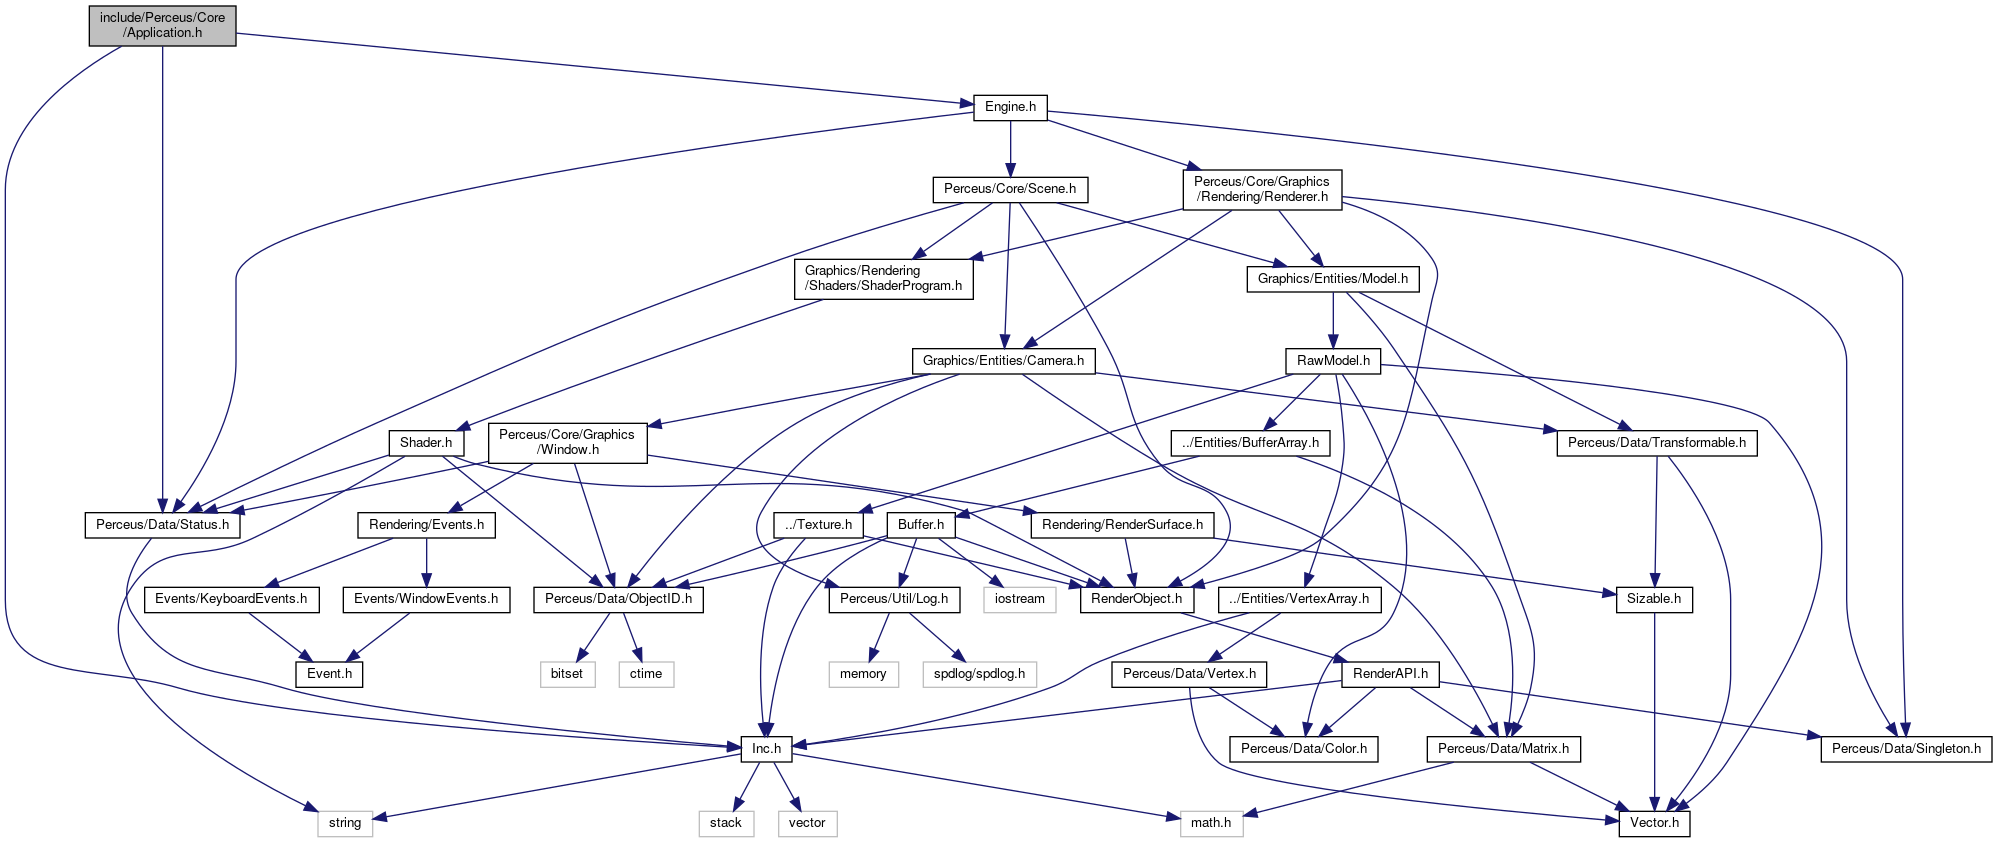 include/Perceus/Core
/Application.h
Engine.h
Perceus/Core/Scene.h
Perceus/Core/Graphics
/Rendering/Renderer.h
Graphics/Rendering
/Shaders/ShaderProgram.h
Graphics/Entities/Model.h
Graphics/Entities/Camera.h
RawModel.h
Shader.h
Perceus/Core/Graphics
/Window.h
../Entities/BufferArray.h
Perceus/Data/Transformable.h
Perceus/Data/Status.h
Rendering/Events.h
../Texture.h
Buffer.h
Rendering/RenderSurface.h
Events/KeyboardEvents.h
Events/WindowEvents.h
Perceus/Data/ObjectID.h
Perceus/Util/Log.h
iostream
RenderObject.h
../Entities/VertexArray.h
Sizable.h
Event.h
bitset
ctime
memory
spdlog/spdlog.h
Perceus/Data/Vertex.h
RenderAPI.h
Inc.h
Perceus/Data/Color.h
Perceus/Data/Matrix.h
Perceus/Data/Singleton.h
string
stack
vector
math.h
Vector.h